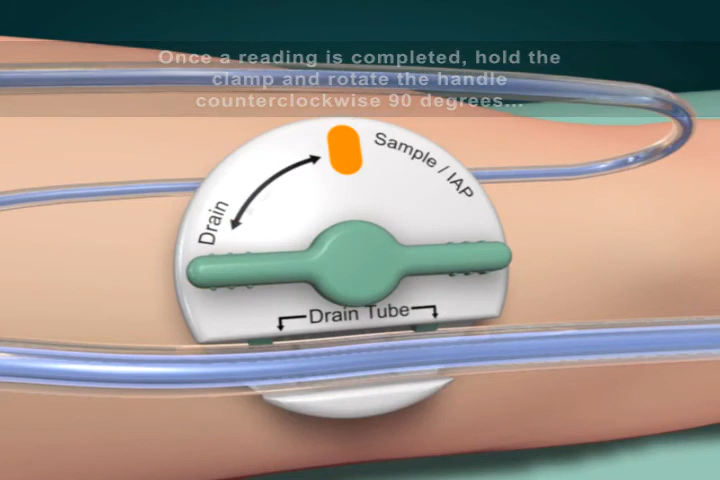 Once a reading is completed, hold the
clamp and rotate the handle
counterclockwise 90 degrees...
Sample / IAP
Drain
Drain Tube